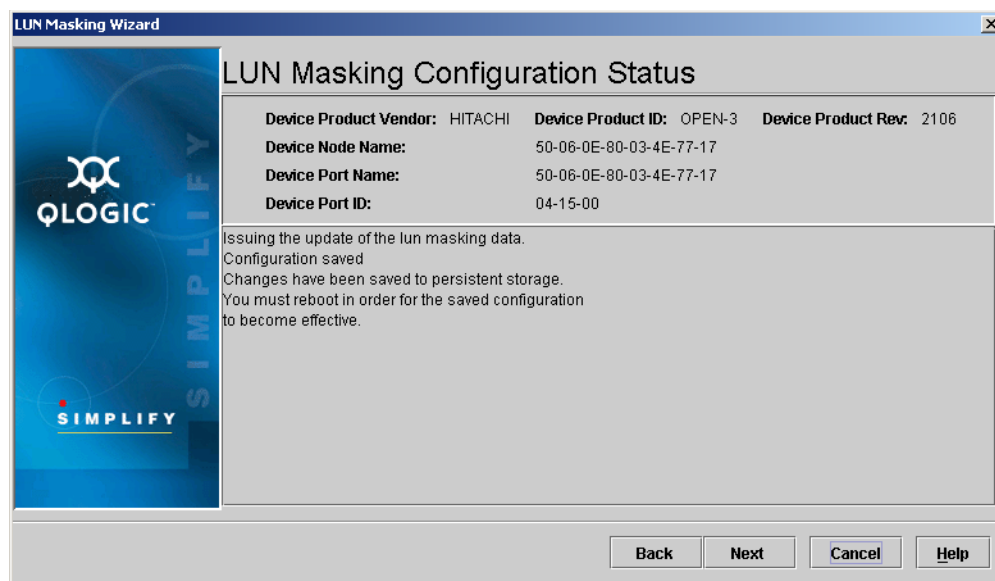 LUN Masking Wizard
LUN Masking Configuration Status
Device Product Vendor: HITACHI Device Product ID: OPEN-3 Device Product Rev: 2106
Device Node Name: 50-06-0E-80-03-4E-77-17
Device Port Name: 50-06-0E-80-03-4E-77-17
Device Port ID: 04-15-00
QLOGIC
SIMPLIFY
SIMPLIFY
Issuing the update of the lun masking data.
Configuration saved
Changes have been saved to persistent storage.
You must reboot in order for the saved configuration
to become effective.
Back Next Cancel Help